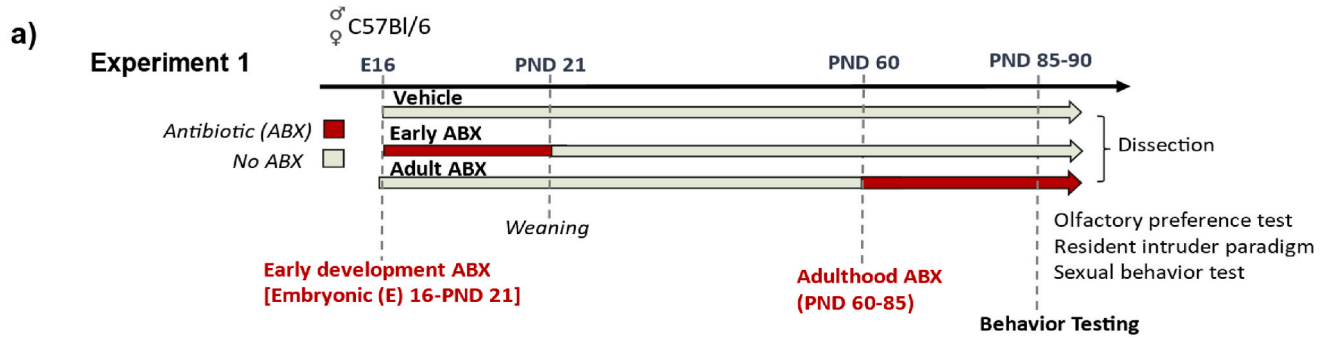 a)
♂
♀ C57Bl/6
Experiment 1
E16
PND 21
PND 60
PND 85-90
Vehicle
Antibiotic (ABX)
Early ABX
No ABX
Adult ABX
Dissection
Weaning
Olfactory preference test
Resident intruder paradigm
Sexual behavior test
Early development ABX
[Embryonic (E) 16-PND 21]
Adulthood ABX
(PND 60-85)
Behavior Testing